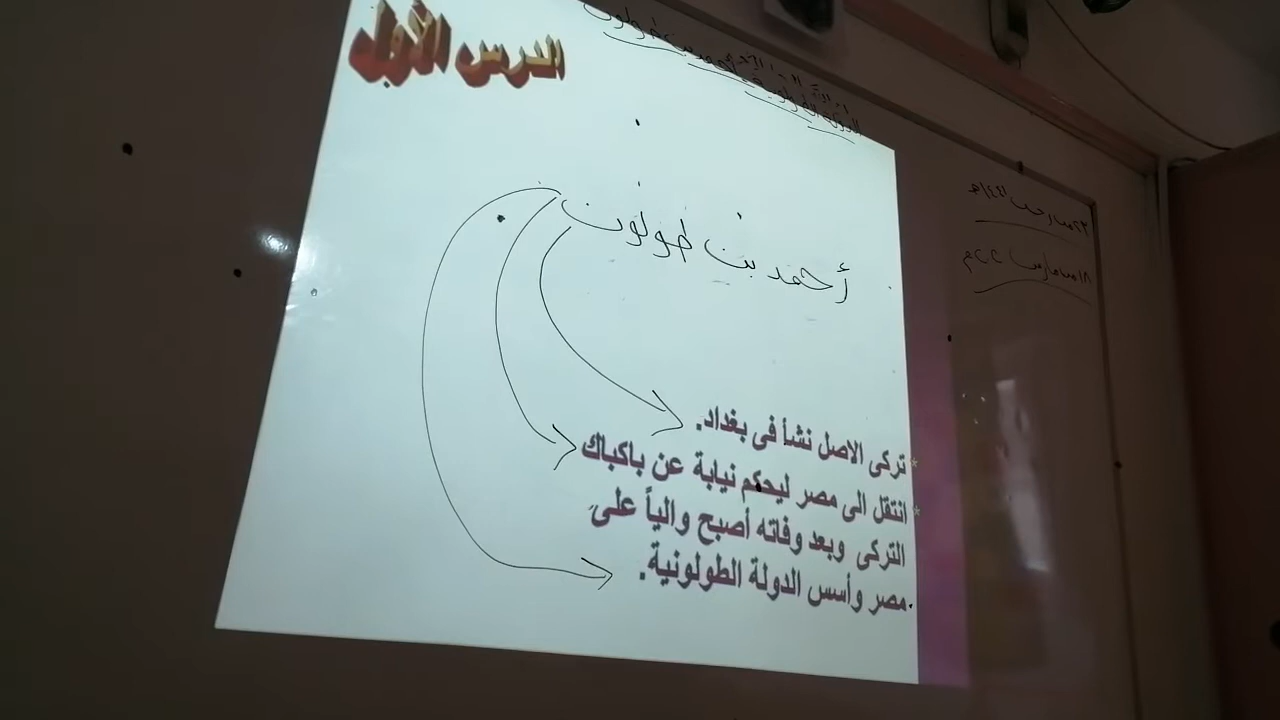 الدرس الأول
أحمد بن طولون
* تركى الاصل نشأ فى بغداد.
* انتقل الى مصر ليحكم نيابة عن باكباك
التركى وبعد وفاته أصبح والياً على
مصر وأسس الدولة الطولونية.